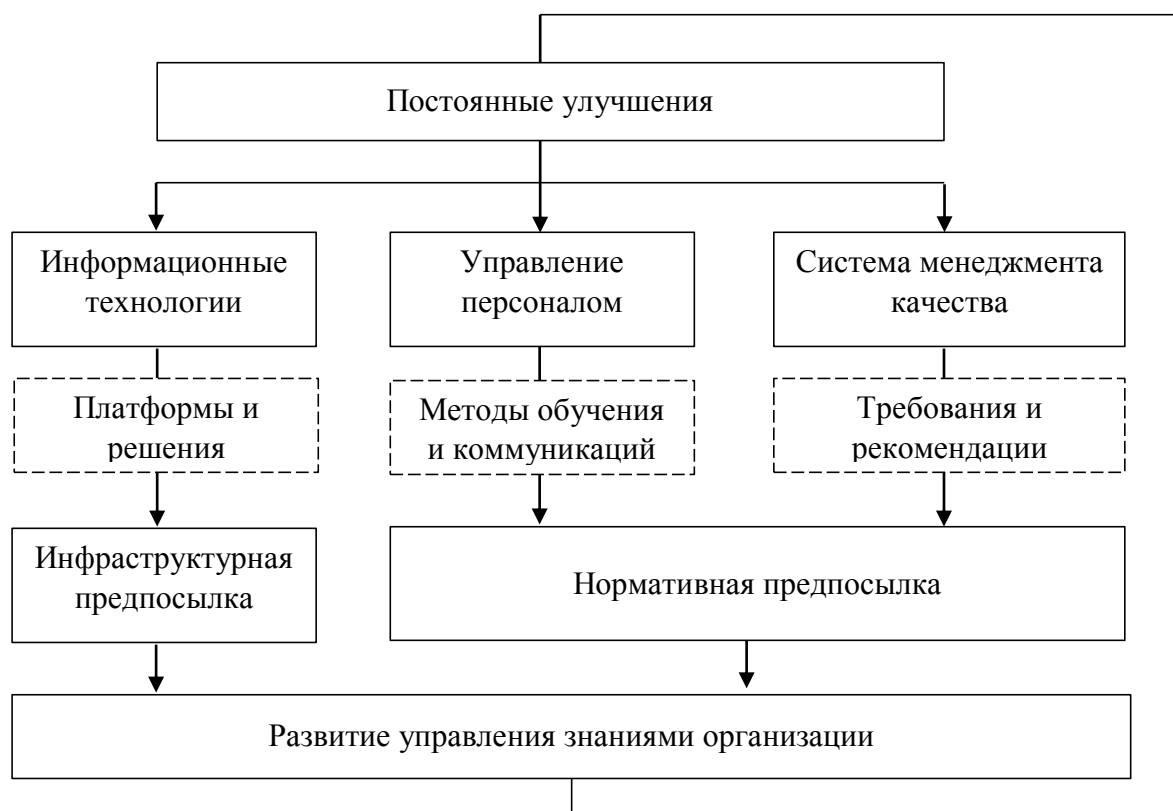 Постоянные улучшения
Информационные
технологии
Управление
персоналом
Система менеджмента
качества
Платформы и
решения
Методы обучения
и коммуникаций
Требования и
рекомендации
Инфраструктурная
предпосылка
Нормативная предпосылка
Развитие управления знаниями организации